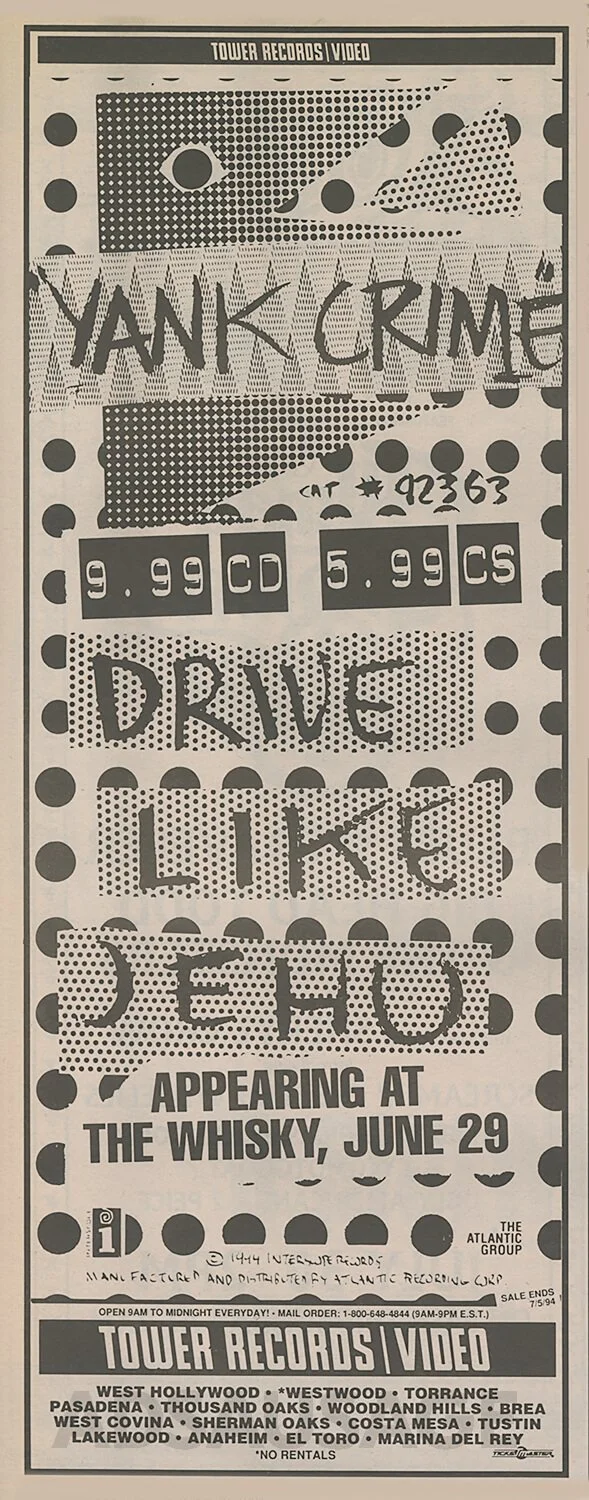 TOWER RECORDS | VIDEO
"YANK CRIME"
CAT # 92363
9.99 CD 5.99 CS
DRIVE
LIKE
JEHU
APPEARING AT
THE WHISKY, JUNE 29
INTERSCOPE
i
THE
ATLANTIC
GROUP
© 1994 INTERSCOPE RECORDS
MANUFACTURED AND DISTRIBUTED BY ATLANTIC RECORDING CORP.
SALE ENDS
7/5/94
OPEN 9AM TO MIDNIGHT EVERYDAY! • MAIL ORDER: 1-800-648-4844 (9AM-9PM E.S.T.)
TOWER RECORDS | VIDEO
WEST HOLLYWOOD • *WESTWOOD • TORRANCE
PASADENA • THOUSAND OAKS • WOODLAND HILLS • BREA
WEST COVINA • SHERMAN OAKS • COSTA MESA • TUSTIN
LAKEWOOD • ANAHEIM • EL TORO • MARINA DEL REY
*NO RENTALS
TICKETMASTER